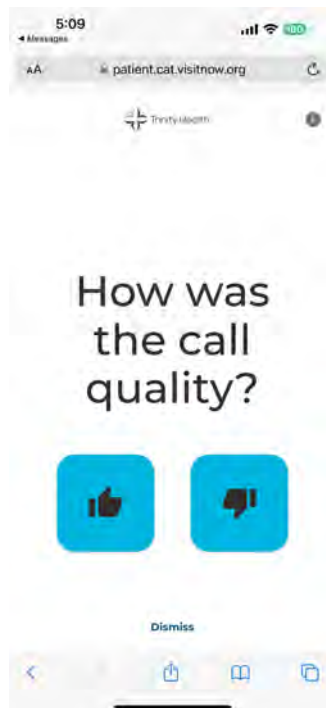 5:09
◀ Messages
AA patient.cat.visitnow.org
Trinity Health
How was
the call
quality?
Dismiss